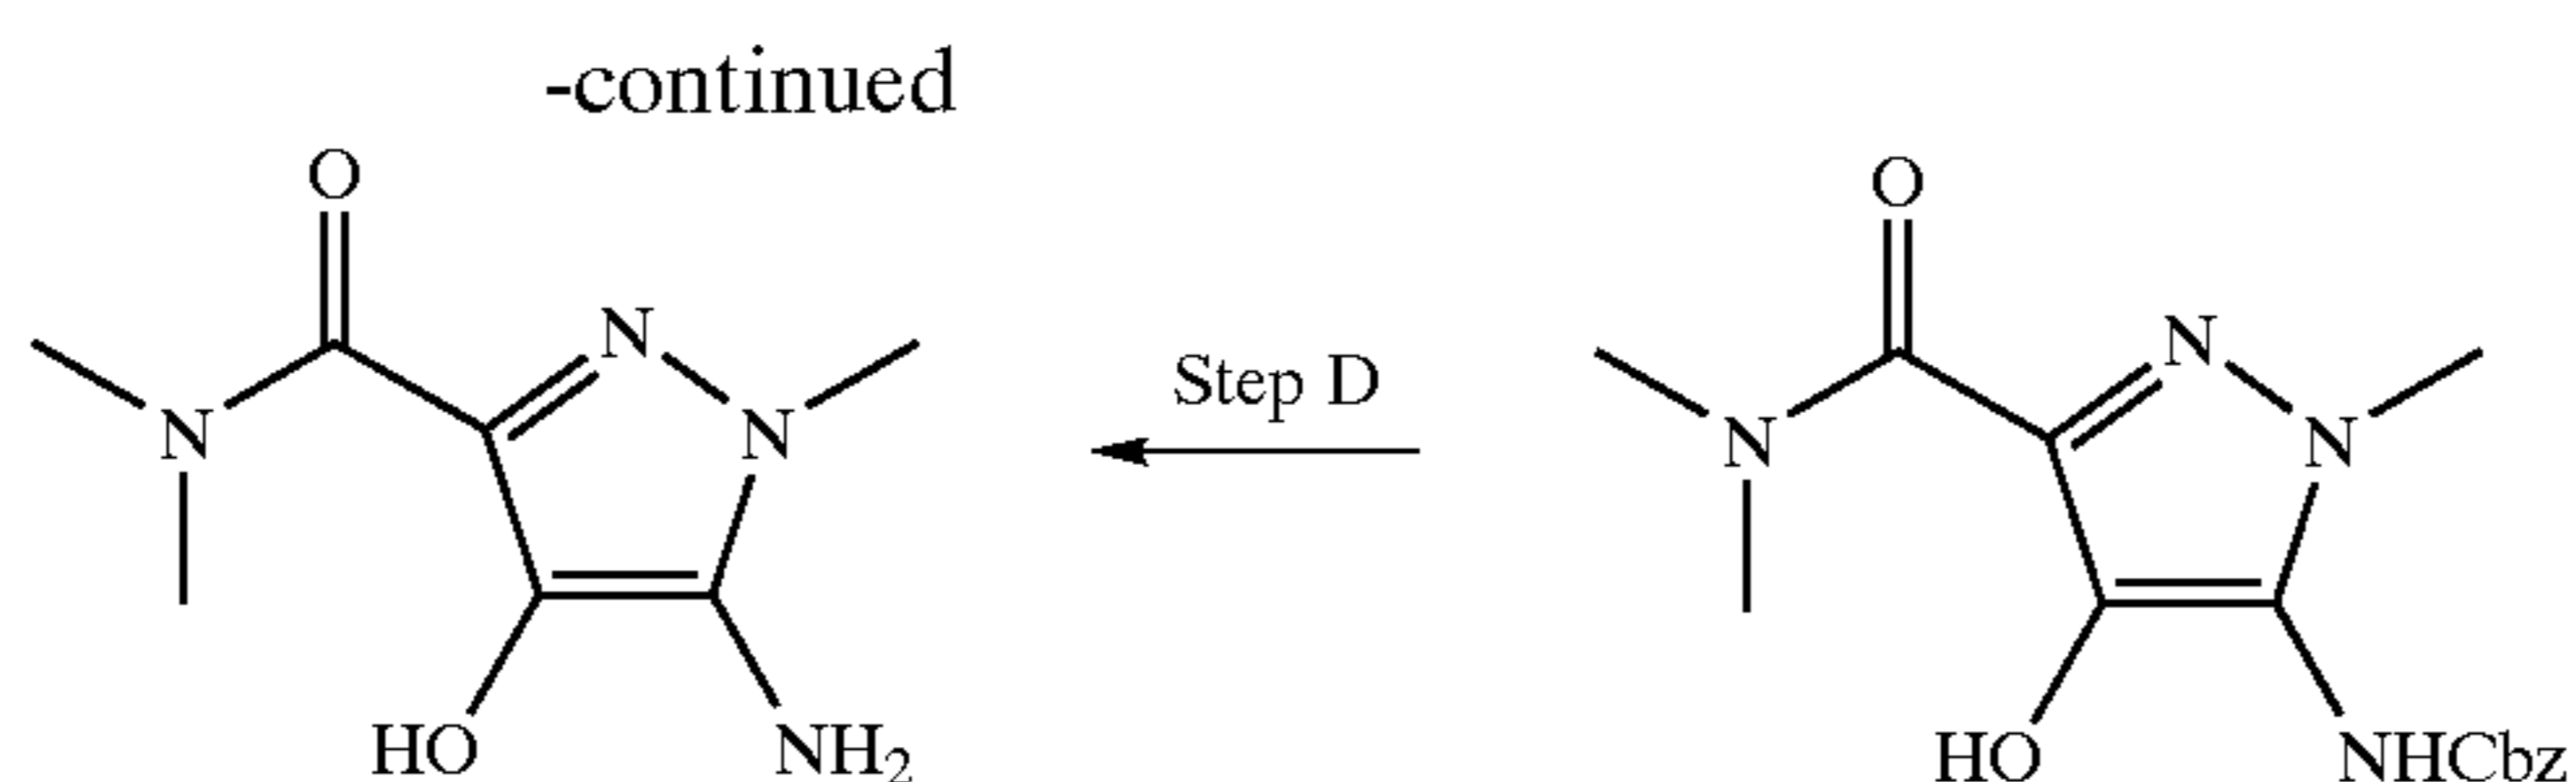 -continued
O O
N N
Step D
N N N N
HO NH₂ HO NHCbz